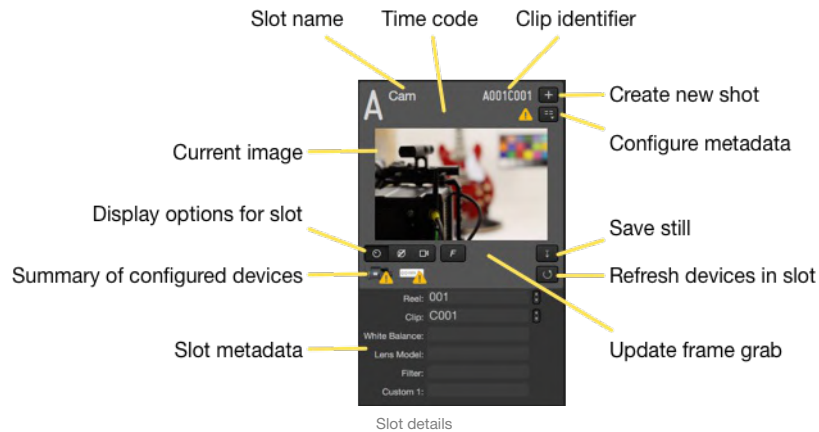 Slot name
Time code
Clip identifier
A
Cam
A001C001
+
Create new shot
Configure metadata
Current image
Display options for slot
F
Save still
Summary of configured devices
Refresh devices in slot
Reel: 001
Clip: C001
White Balance:
Slot metadata
Lens Model:
Update frame grab
Filter:
Custom 1:
Slot details